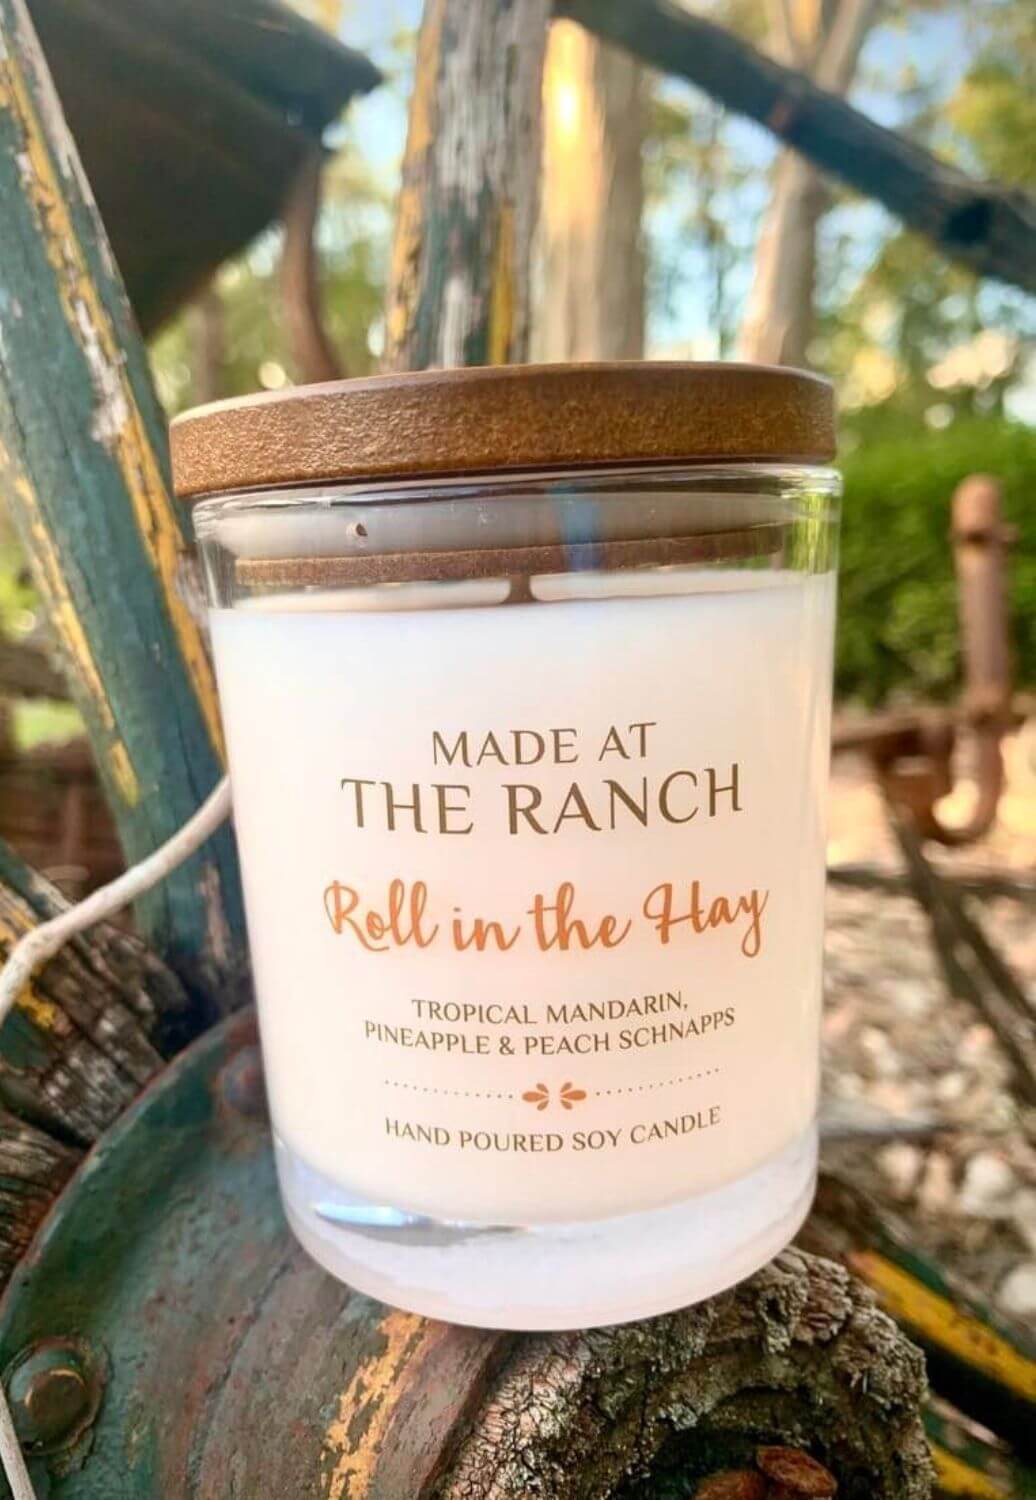 MADE AT
THE RANCH
Roll in the Hay
TROPICAL MANDARIN,
PINEAPPLE & PEACH SCHNAPPS
HAND POURED SOY CANDLE